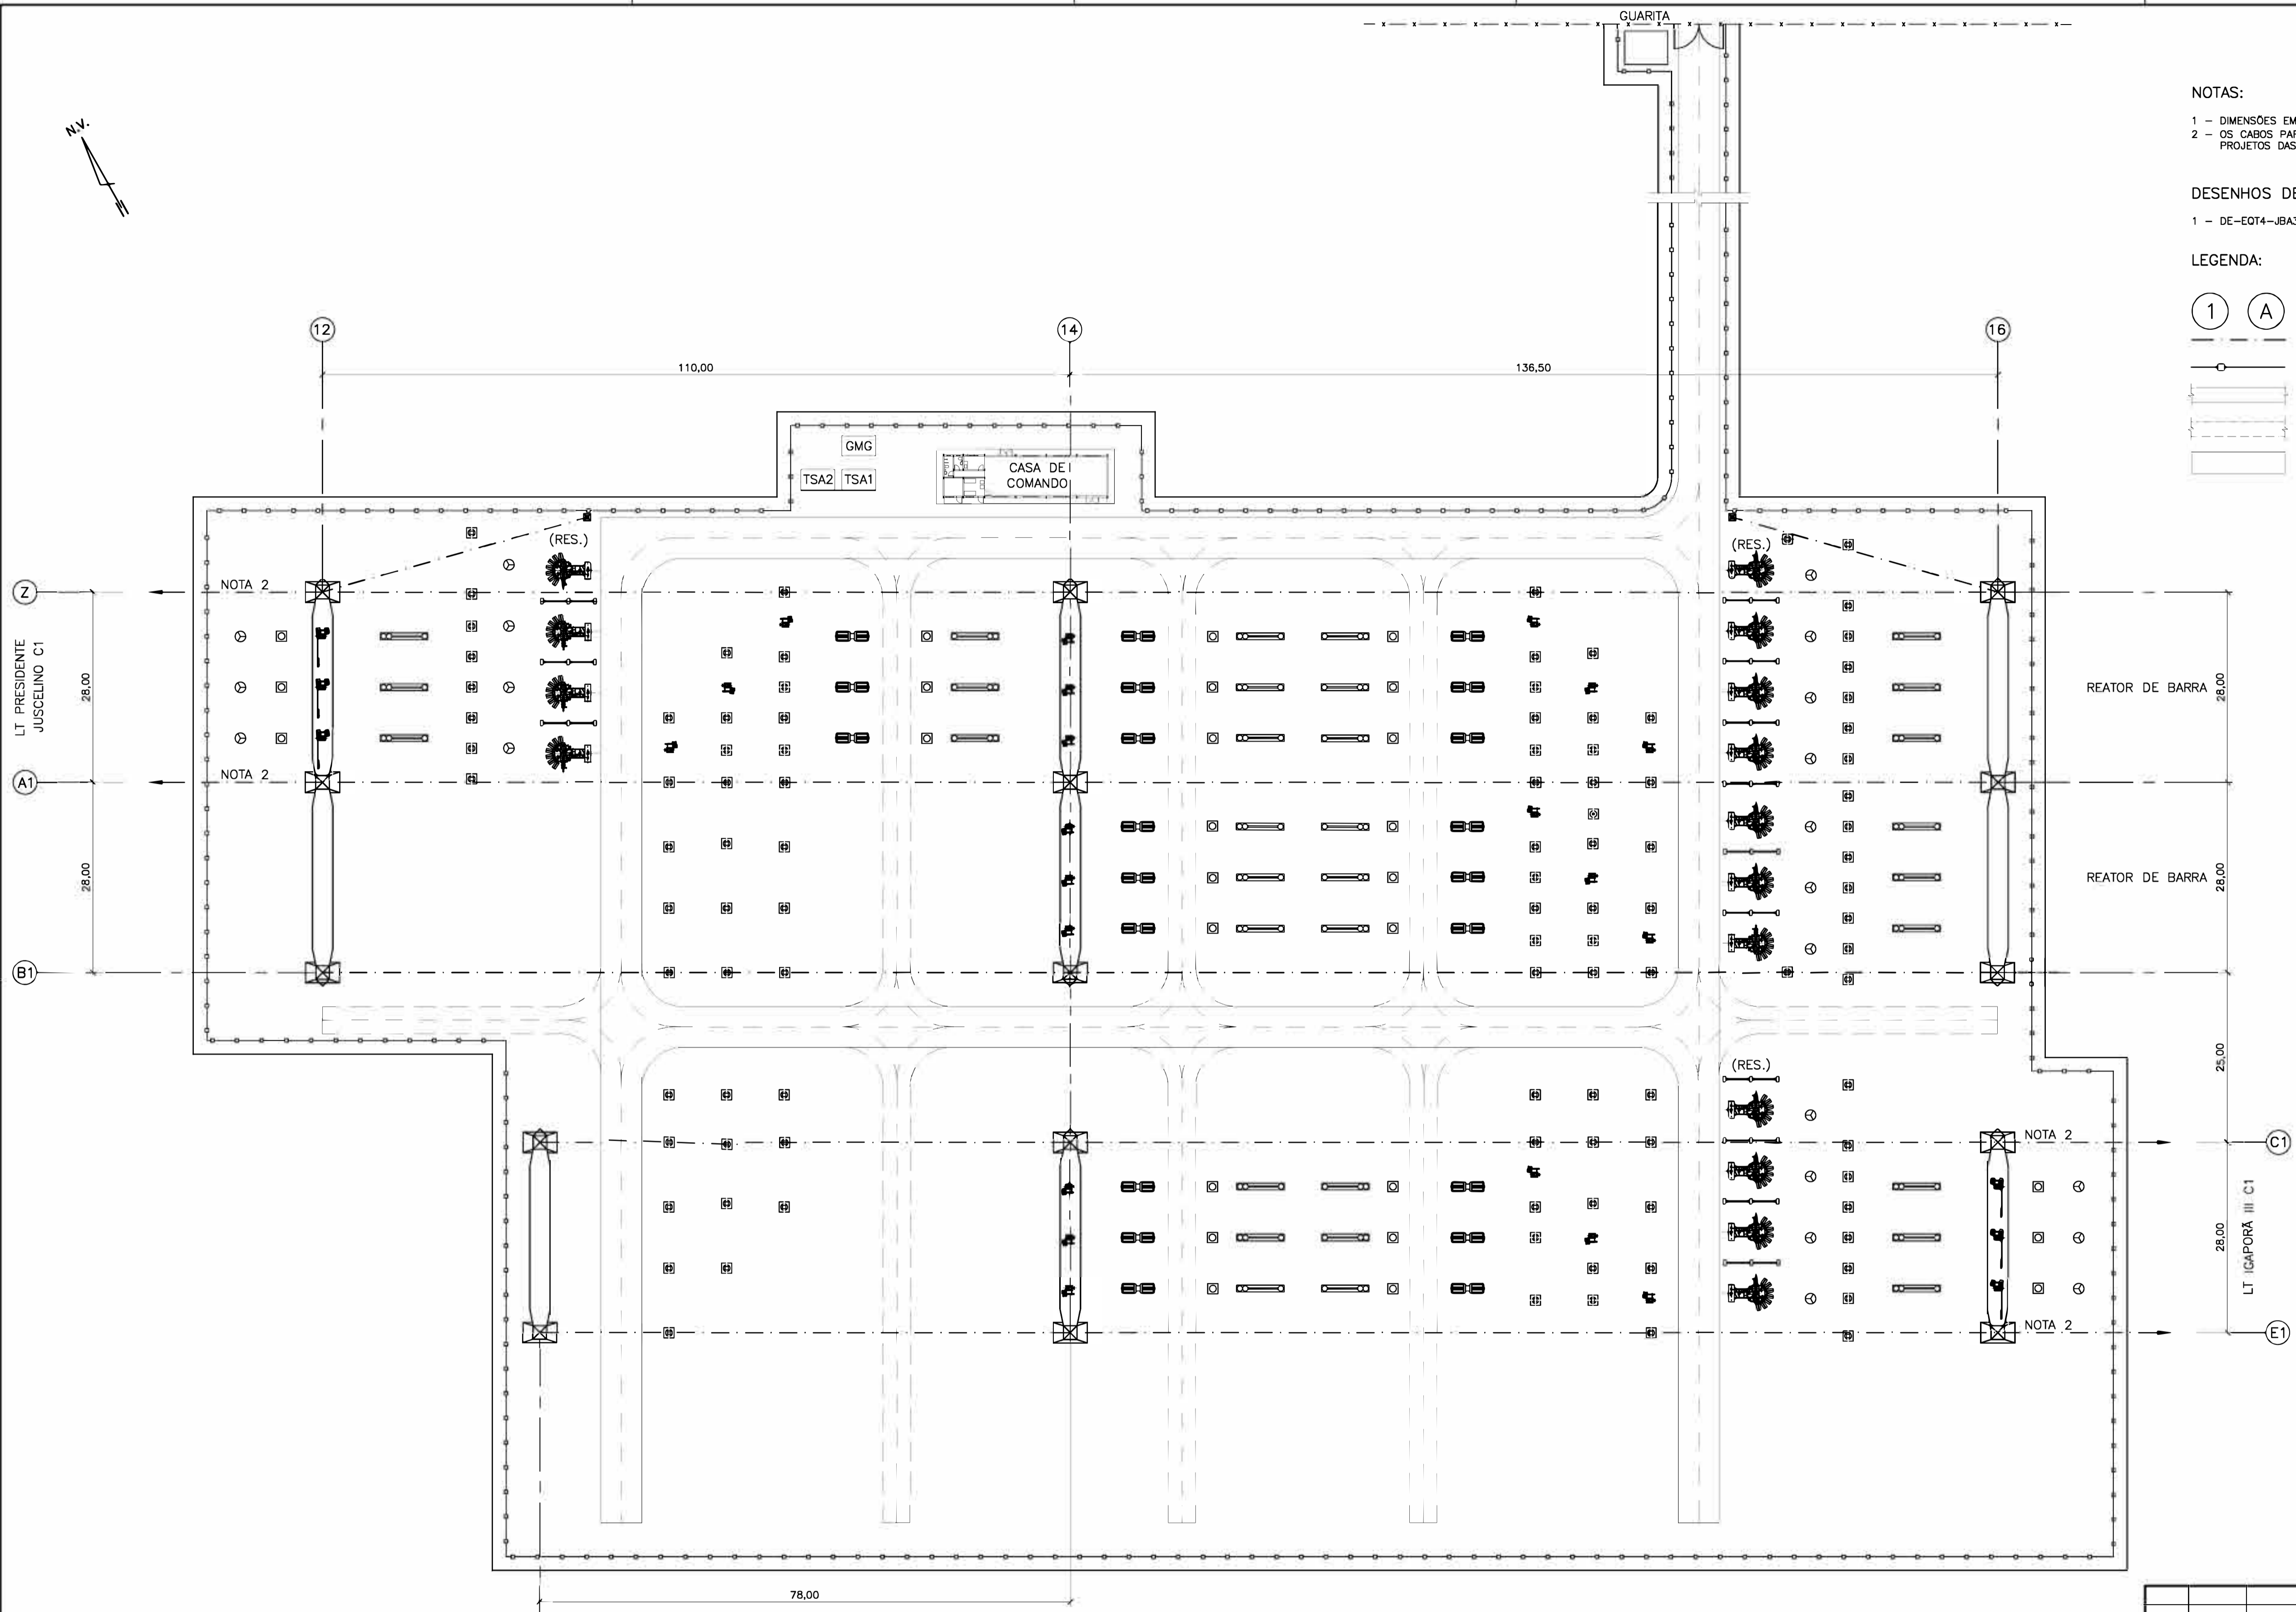 GUARITA
N.V.
NOTAS:
1 – DIMENSÕES EM
2 – OS CABOS
PROJETOS DAS
DESENHOS
1 – DE–EQT4–JBA3
LEGENDA:
1 A
12
14
16
110,00
136,50
GMG
TSA2 TSA1
CASA DE
COMANDO
(RES.)
(RES.)
Z
NOTA 2
LT PRESIDENTE
JUSCELINO C1
28,00
REATOR DE BARRA
28,00
A1
NOTA 2
28,00
REATOR DE BARRA
28,00
B1
25,00
(RES.)
NOTA 2
C1
28,00
LT IGAPORÃ III C1
NOTA 2
E1
78,00